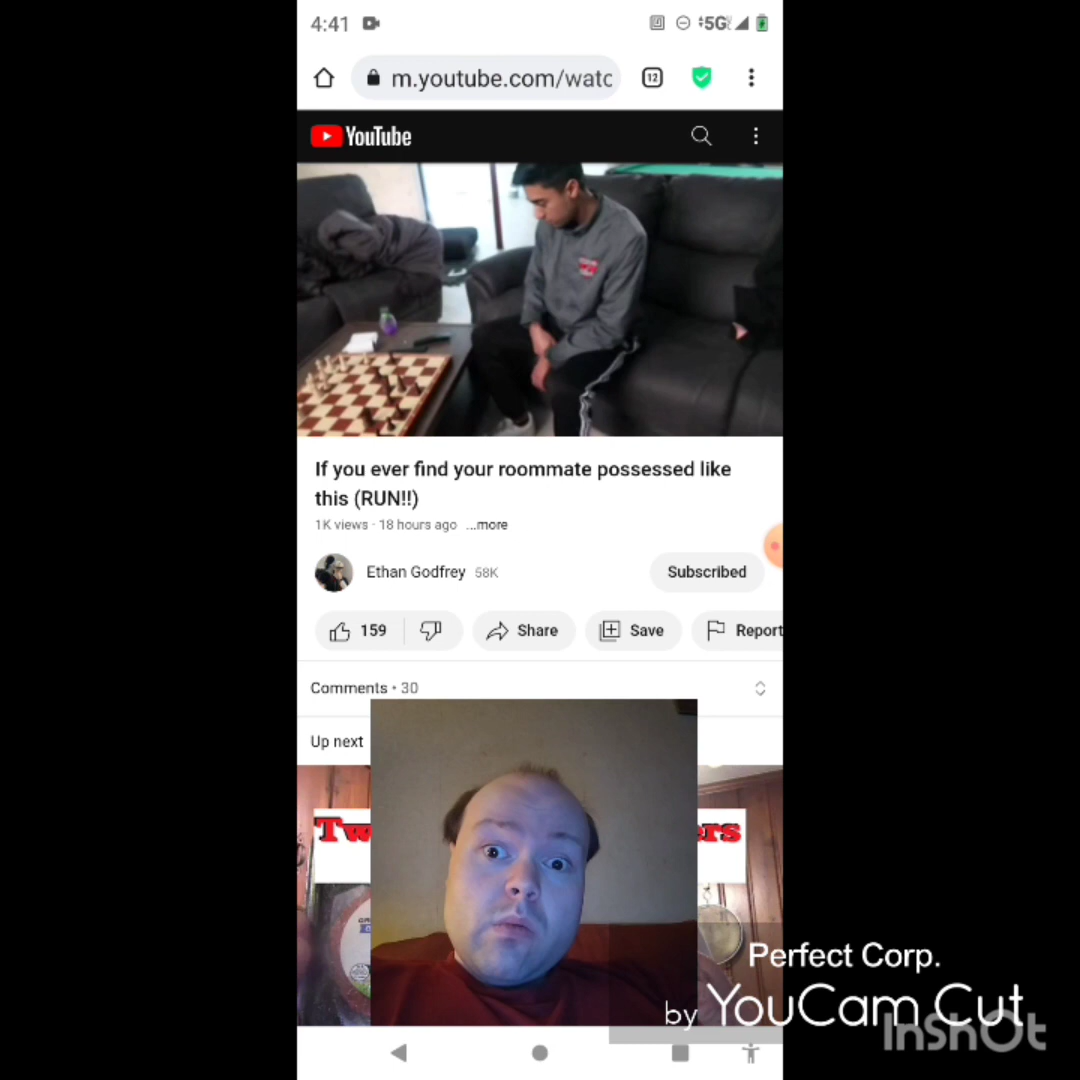 4:41
5G
m.youtube.com/watc
12
YouTube
If you ever find your roommate possessed like
this (RUN!!)
1K views · 18 hours ago ...more
Ethan Godfrey 58K
Subscribed
159
Share
Save
Report
Comments • 30
Up next
Tw
ers
Perfect Corp.
by YouCam Cut
InShOt